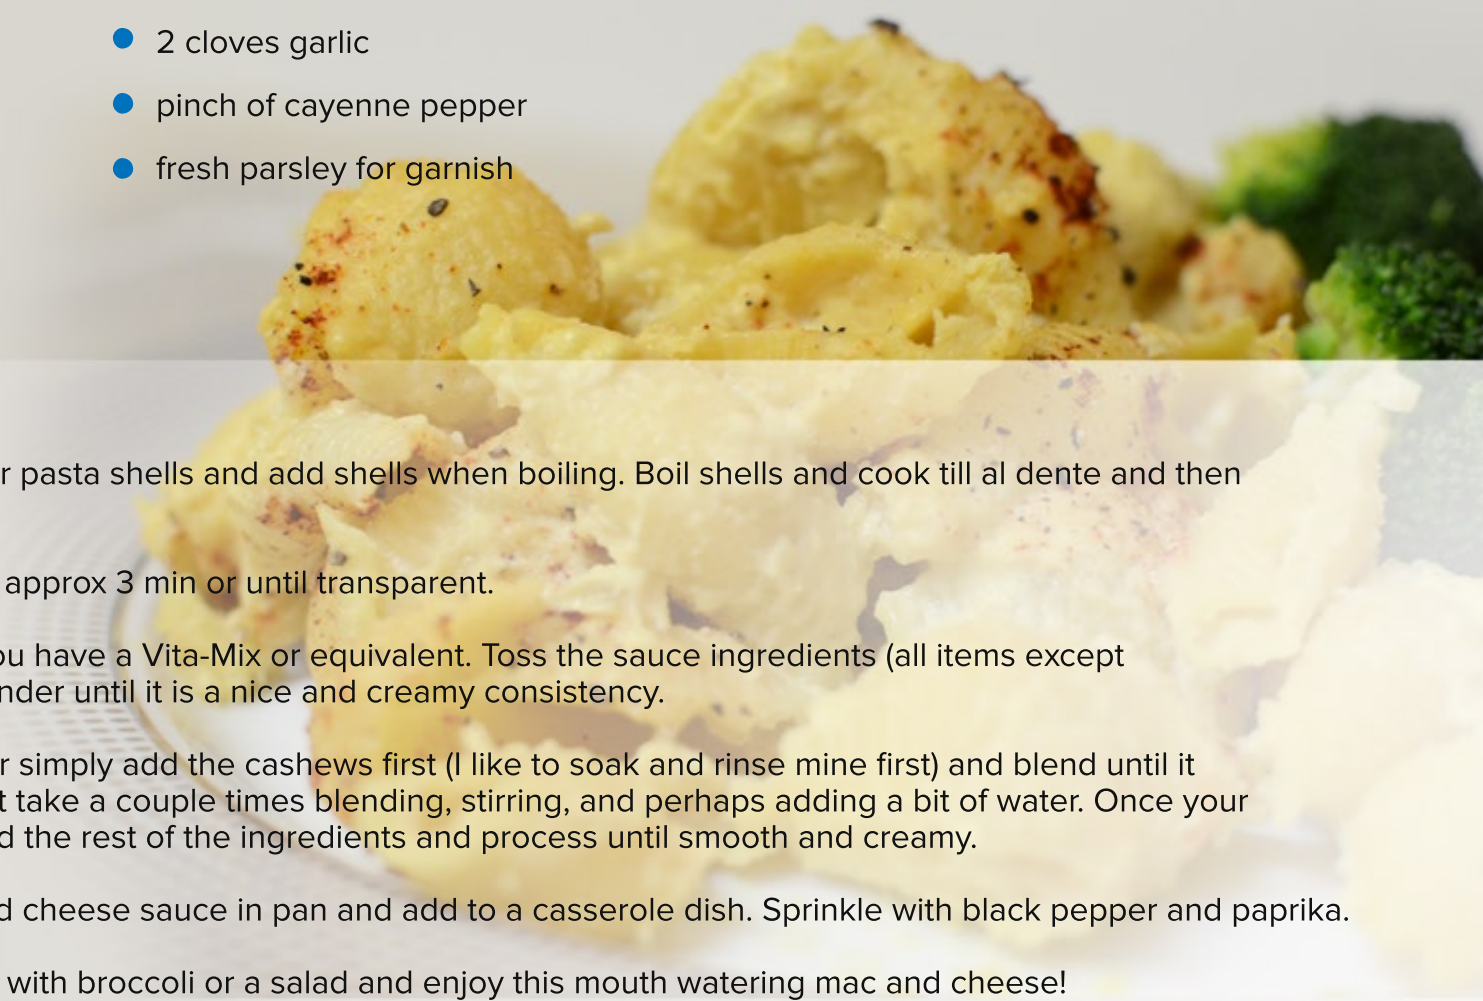 2 cloves garlic
pinch of cayenne pepper
fresh parsley for garnish
r pasta shells and add shells when boiling. Boil shells and cook till al dente and then
approx 3 min or until transparent.
ou have a Vita-Mix or equivalent. Toss the sauce ingredients (all items except
nder until it is a nice and creamy consistency.
r simply add the cashews first (I like to soak and rinse mine first) and blend until it
t take a couple times blending, stirring, and perhaps adding a bit of water. Once your
d the rest of the ingredients and process until smooth and creamy.
d cheese sauce in pan and add to a casserole dish. Sprinkle with black pepper and paprika.
with broccoli or a salad and enjoy this mouth watering mac and cheese!